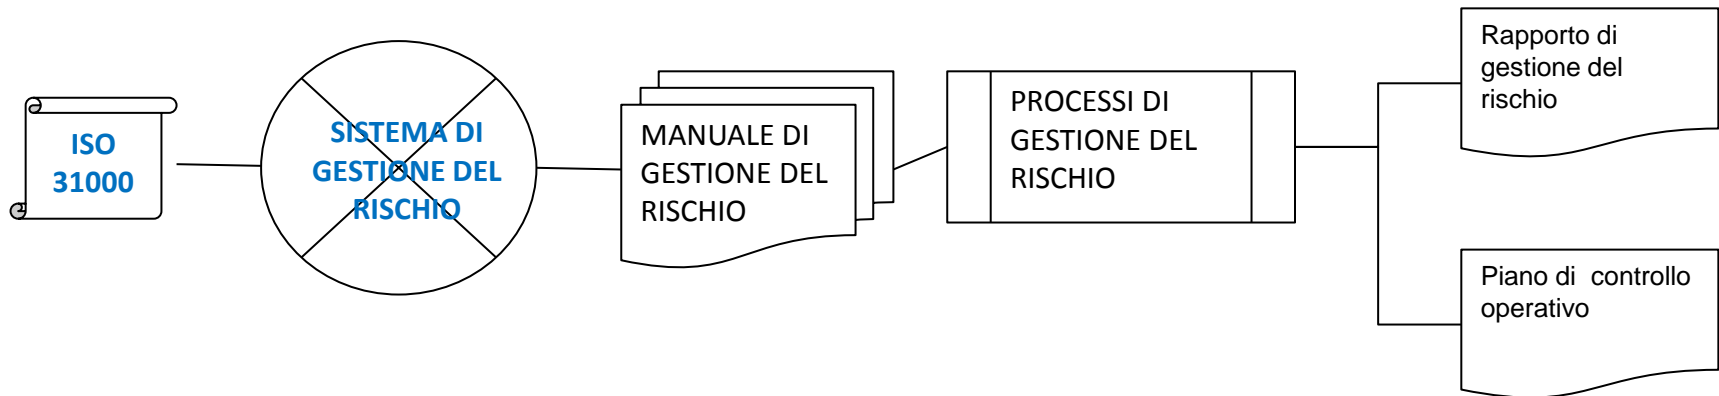 ISO
31000
SISTEMA DI
GESTIONE DEL
RISCHIO
MANUALE DI
GESTIONE DEL
RISCHIO
PROCESSI DI
GESTIONE DEL
RISCHIO
Rapporto di
gestione del
rischio
Piano di  controllo
operativo